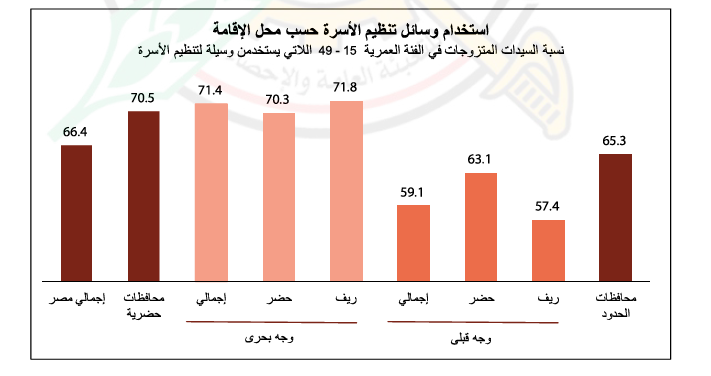 استخدام وسائل تنظيم الأسرة حسب محل الإقامة
نسبة السيدات المتزوجات في الفئة العمرية 15 - 49 اللاتي يستخدمن وسيلة لتنظيم الأسرة
66.4
70.5
71.4
70.3
71.8
59.1
63.1
57.4
65.3
إجمالي مصر
محافظات
حضرية
إجمالي
حضر
ريف
إجمالي
حضر
ريف
محافظات
الحدود
وجه بحرى
وجه قبلى